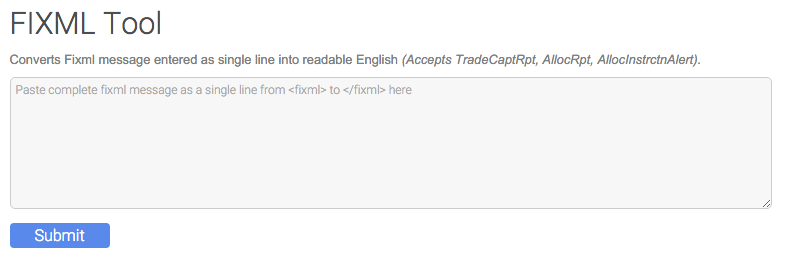 FIXML Tool
Converts Fixml message entered as single line into readable English (Accepts TradeCaptRpt, AllocRpt, AllocInstrctnAlert).
Paste complete fixml message as a single line from <fixml> to </fixml> here
Submit